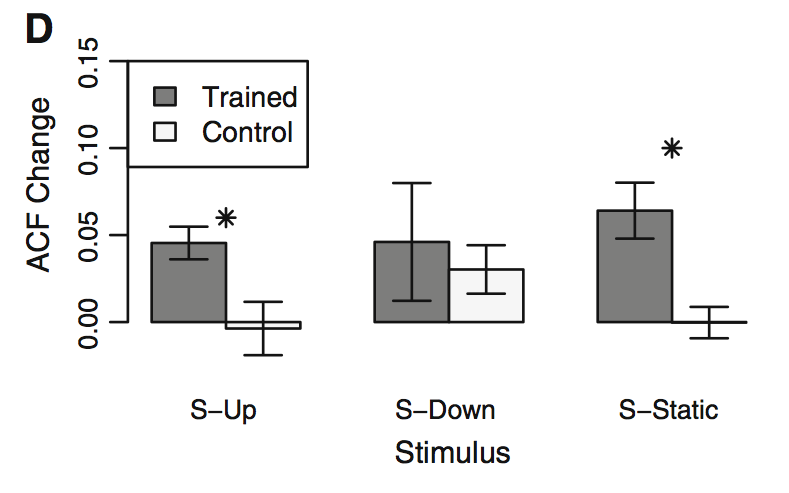 D
0.15
0.10
0.05
0.00
ACF Change
Trained
Control
*
*
S–Up
S–Down
S–Static
Stimulus